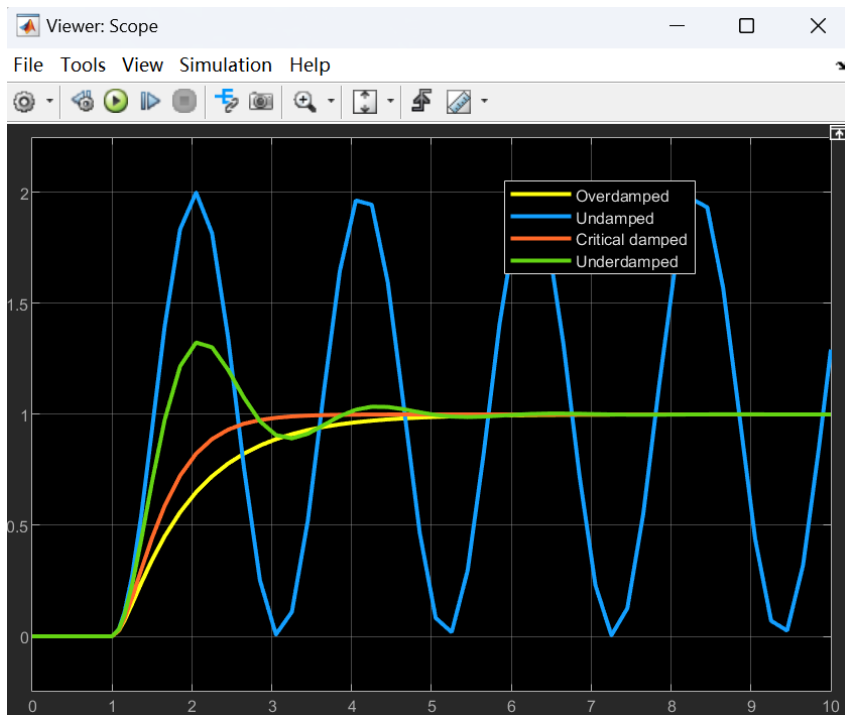 Viewer: Scope
File Tools View Simulation Help
2
1.5
1
0.5
0
Overdamped
Undamped
Critical damped
Underdamped
0 1 2 3 4 5 6 7 8 9 10